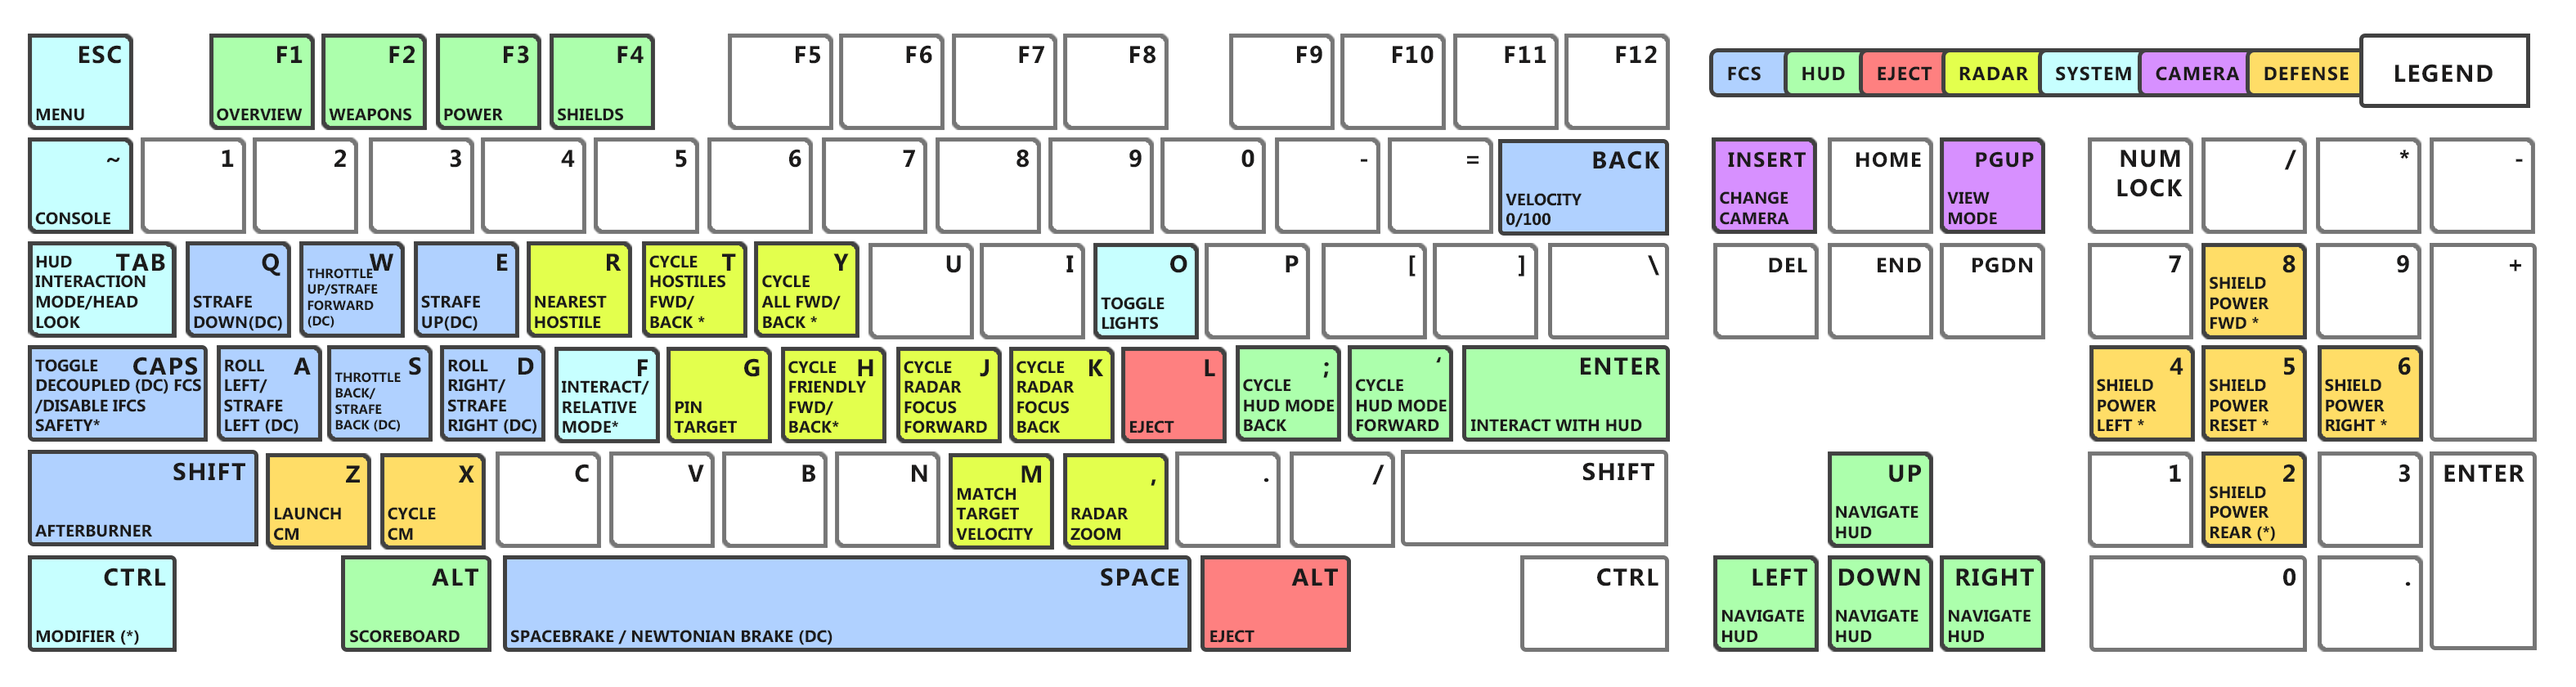 ESC
MENU
F1
OVERVIEW
F2
WEAPONS
F3
POWER
F4
SHIELDS
F5
F6
F7
F8
F9
F10
F11
F12
FCS
HUD
EJECT
RADAR
SYSTEM
CAMERA
DEFENSE
LEGEND
~
CONSOLE
1
2
3
4
5
6
7
8
9
0
-
=
BACK
VELOCITY
0/100
INSERT
CHANGE
CAMERA
HOME
PGUP
VIEW
MODE
NUM
LOCK
/
*
-
TAB
HUD
INTERACTION
MODE/HEAD
LOOK
Q
STRAFE
DOWN(DC)
W
THROTTLE
UP/STRAFE
FORWARD
(DC)
E
STRAFE
UP(DC)
R
NEAREST
HOSTILE
T
CYCLE
HOSTILES
FWD/
BACK *
Y
CYCLE
ALL FWD/
BACK *
U
I
O
TOGGLE
LIGHTS
P
[
]
\
DEL
END
PGDN
7
8
SHIELD
POWER
FWD *
9
+
CAPS
TOGGLE
DECOUPLED (DC) FCS
/DISABLE IFCS
SAFETY*
A
ROLL
LEFT/
STRAFE
LEFT (DC)
S
THROTTLE
BACK/
STRAFE
BACK (DC)
D
ROLL
RIGHT/
STRAFE
RIGHT (DC)
F
INTERACT/
RELATIVE
MODE*
G
PIN
TARGET
H
CYCLE
FRIENDLY
FWD/
BACK*
J
CYCLE
RADAR
FOCUS
FORWARD
K
CYCLE
RADAR
FOCUS
BACK
L
EJECT
;
CYCLE
HUD MODE
BACK
‘
CYCLE
HUD MODE
FORWARD
ENTER
INTERACT WITH HUD
4
SHIELD
POWER
LEFT *
5
SHIELD
POWER
RESET *
6
SHIELD
POWER
RIGHT *
SHIFT
AFTERBURNER
Z
LAUNCH
CM
X
CYCLE
CM
C
V
B
N
M
MATCH
TARGET
VELOCITY
,
RADAR
ZOOM
.
/
SHIFT
UP
NAVIGATE
HUD
1
2
SHIELD
POWER
REAR (*)
3
ENTER
CTRL
MODIFIER (*)
ALT
SCOREBOARD
SPACE
SPACEBRAKE / NEWTONIAN BRAKE (DC)
ALT
EJECT
CTRL
LEFT
NAVIGATE
HUD
DOWN
NAVIGATE
HUD
RIGHT
NAVIGATE
HUD
0
.